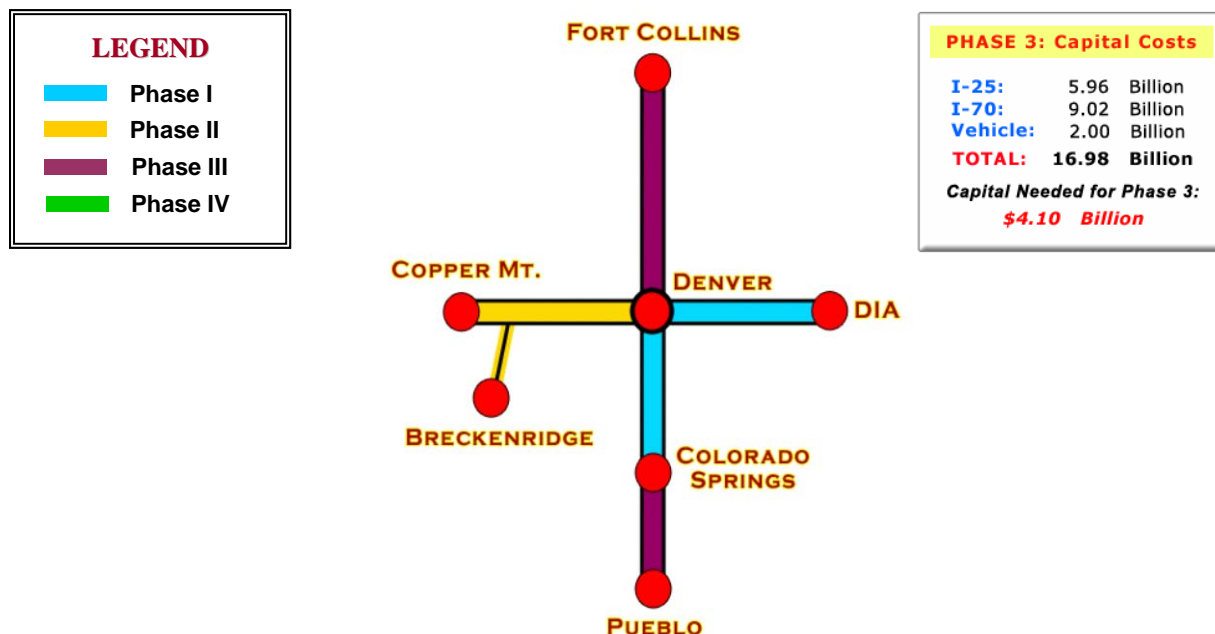 LEGEND
Phase I
Phase II
Phase III
Phase IV
FORT COLLINS
COPPER MT.
DENVER
DIA
BRECKENRIDGE
COLORADO
SPRINGS
PUEBLO
PHASE 3: Capital Costs
I-25: 5.96 Billion
I-70: 9.02 Billion
Vehicle: 2.00 Billion
TOTAL: 16.98 Billion
Capital Needed for Phase 3:
$4.10 Billion